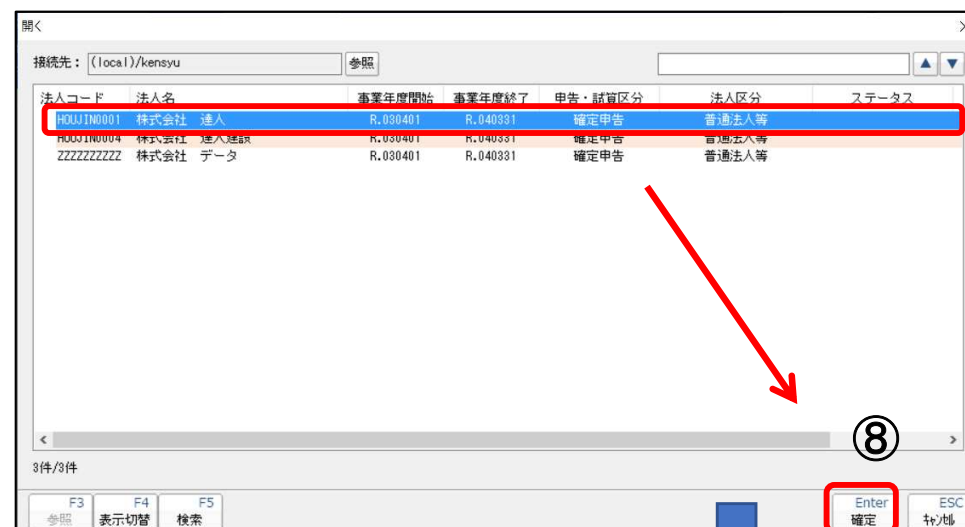 開く
接続先： (local)/kensyu 参照 ▲ ▼
法人コード 法人名 事業年度開始 事業年度終了 申告・試算区分 法人区分 ステータス
HOUJIN0001 株式会社 達人 R.030401 R.040331 確定申告 普通法人等
HOUJIN0004 株式会社 達人建設 R.030401 R.040331 確定申告 普通法人等
ZZZZZZZZZZ 株式会社 データ R.030401 R.040331 確定申告 普通法人等
⑧
3件/3件
F3 F4 F5 Enter ESC
参照 表示切替 検索 確定 ｷｬﾝｾﾙ